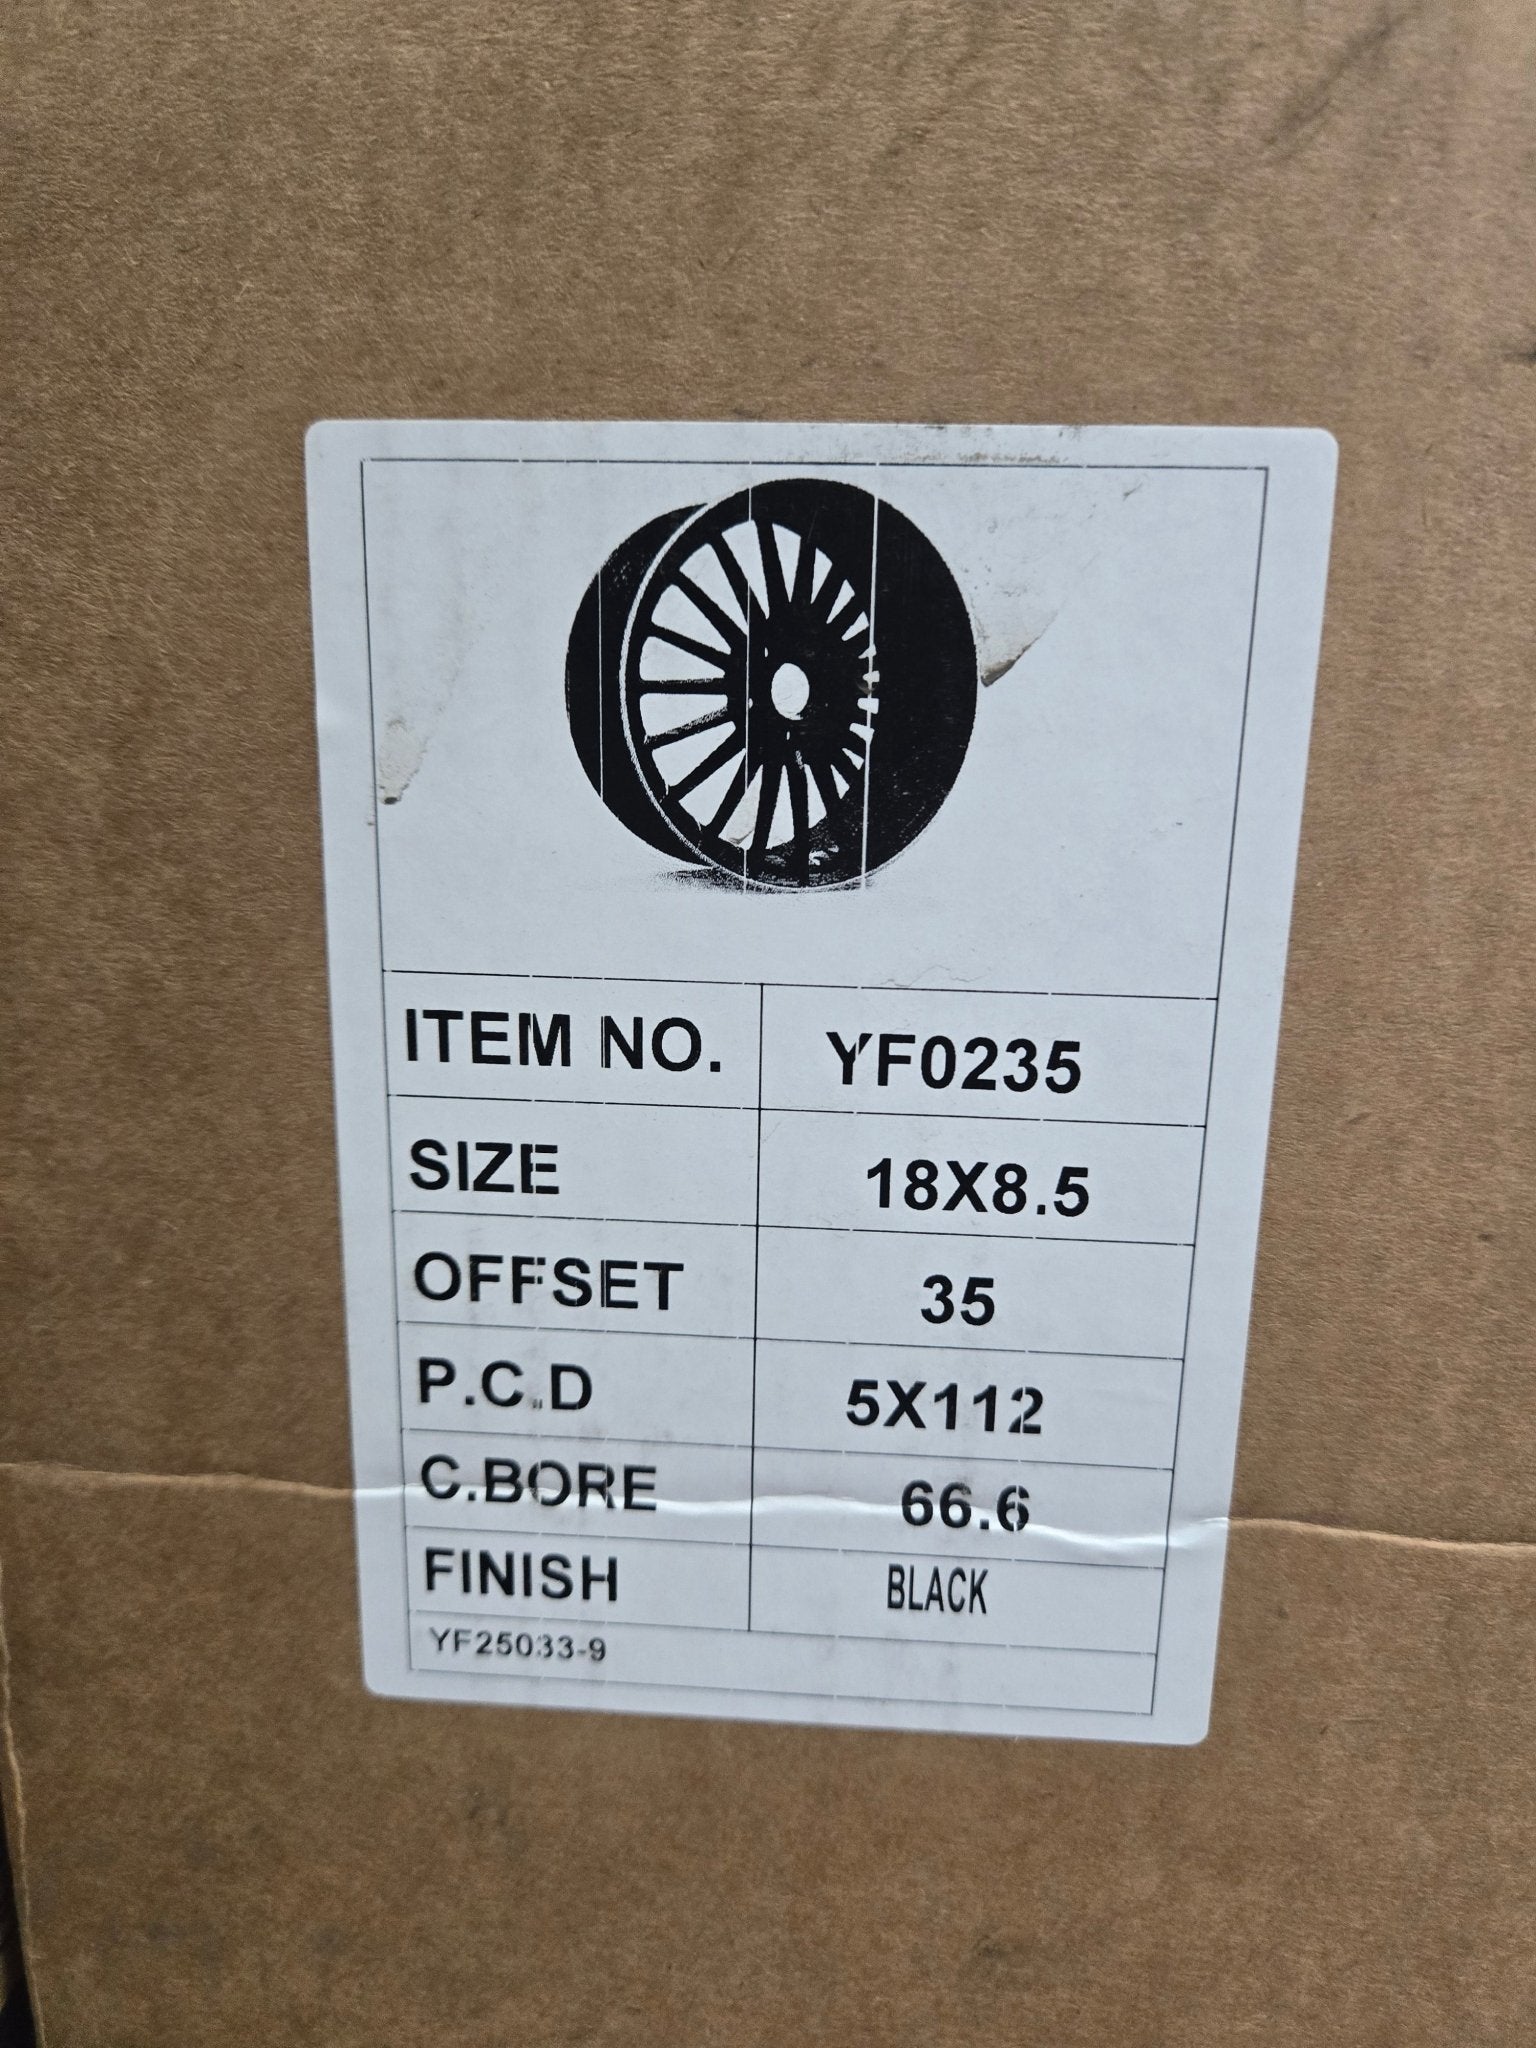 ITEM NO. YF0235
SIZE 18X8.5
OFFSET 35
P.C.D 5X112
C.BORE 66.6
FINISH BLACK
YF25033-9